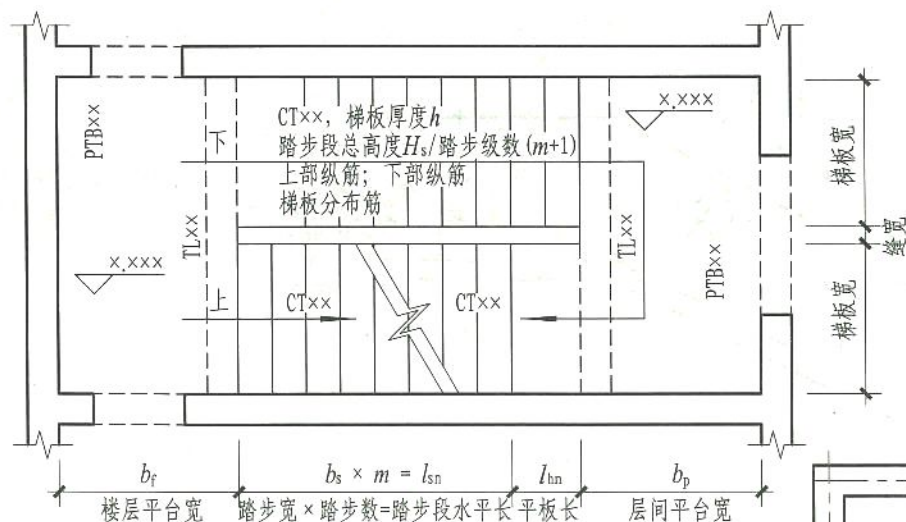 CT××，梯板厚度h
踏步段总高度Hs/踏步级数(m+1)
上部纵筋；下部纵筋
梯板分布筋
PTB××
下
×.×××
梯板宽
缝宽
TL××
TL××
×.×××
PTB××
上
CT××
CT××
梯板宽
bf
bs × m = lsn
lhn
bp
楼层平台宽
踏步宽×踏步数=踏步段水平长
平板长
层间平台宽